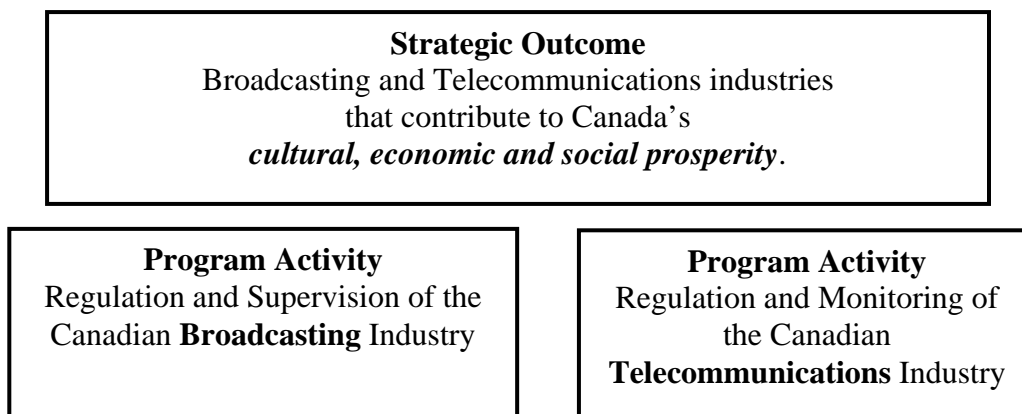 Strategic Outcome
Broadcasting and Telecommunications industries
that contribute to Canada’s
cultural, economic and social prosperity.
Program Activity
Regulation and Supervision of the
Canadian Broadcasting Industry
Program Activity
Regulation and Monitoring of
the Canadian
Telecommunications Industry